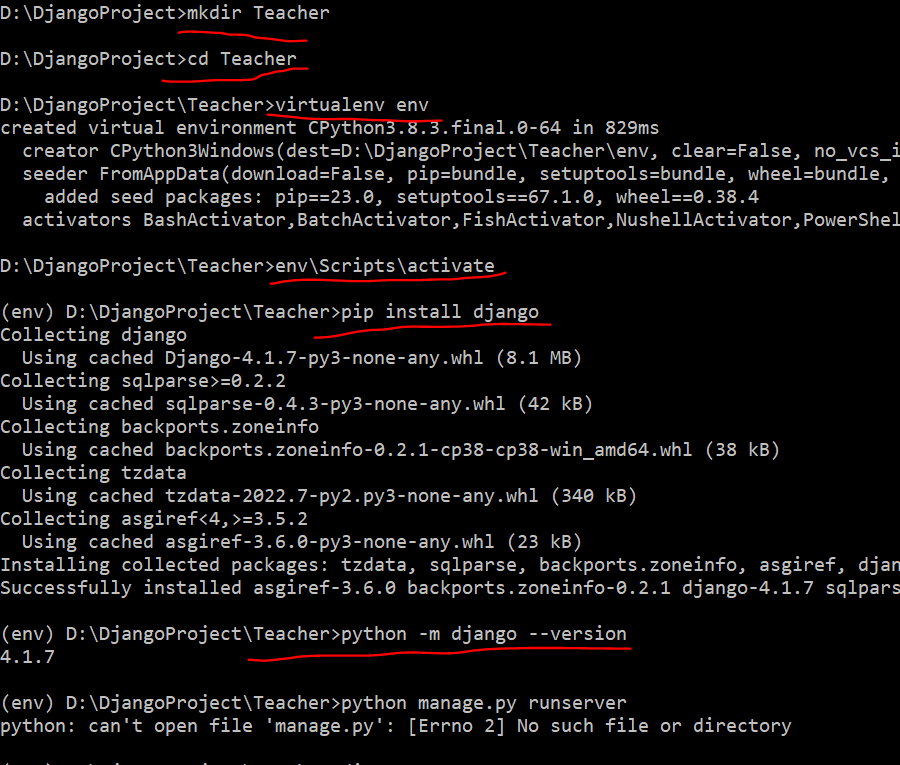 D:\DjangoProject>mkdir Teacher
D:\DjangoProject>cd Teacher
D:\DjangoProject\Teacher>virtualenv env
created virtual environment CPython3.8.3.final.0-64 in 829ms
  creator CPython3Windows(dest=D:\DjangoProject\Teacher\env, clear=False, no_vcs_i
  seeder FromAppData(download=False, pip=bundle, setuptools=bundle, wheel=bundle,
    added seed packages: pip==23.0, setuptools==67.1.0, wheel==0.38.4
  activators BashActivator,BatchActivator,FishActivator,NushellActivator,PowerShel
D:\DjangoProject\Teacher>env\Scripts\activate
(env) D:\DjangoProject\Teacher>pip install django
Collecting django
  Using cached Django-4.1.7-py3-none-any.whl (8.1 MB)
Collecting sqlparse>=0.2.2
  Using cached sqlparse-0.4.3-py3-none-any.whl (42 kB)
Collecting backports.zoneinfo
  Using cached backports.zoneinfo-0.2.1-cp38-cp38-win_amd64.whl (38 kB)
Collecting tzdata
  Using cached tzdata-2022.7-py2.py3-none-any.whl (340 kB)
Collecting asgiref<4,>=3.5.2
  Using cached asgiref-3.6.0-py3-none-any.whl (23 kB)
Installing collected packages: tzdata, sqlparse, backports.zoneinfo, asgiref, djan
Successfully installed asgiref-3.6.0 backports.zoneinfo-0.2.1 django-4.1.7 sqlpars
(env) D:\DjangoProject\Teacher>python -m django --version
4.1.7
(env) D:\DjangoProject\Teacher>python manage.py runserver
python: can't open file 'manage.py': [Errno 2] No such file or directory